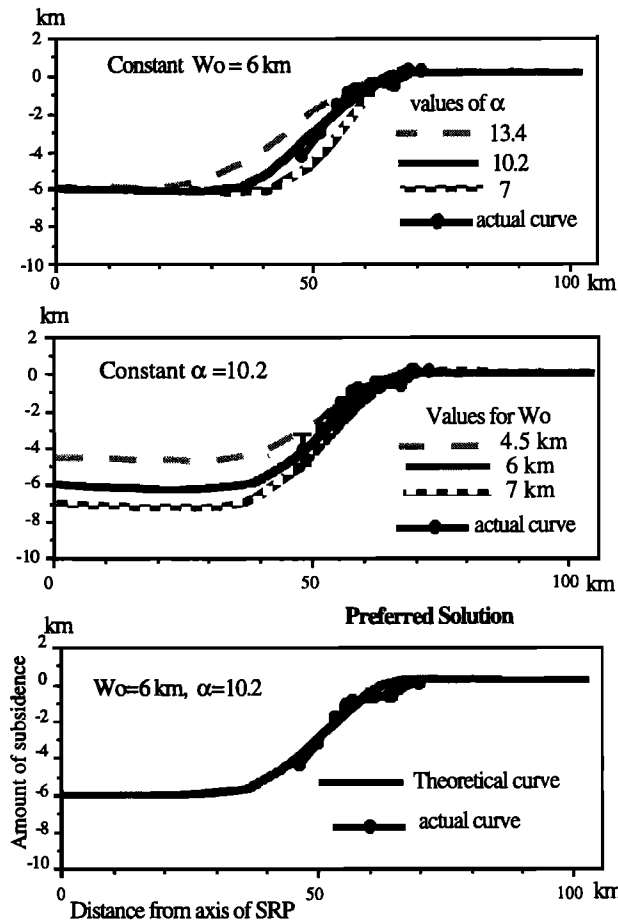 km
2
0
-2
-4
-6
-8
-10
Constant Wo = 6 km
values of α
13.4
10.2
7
actual curve
0
50
100
km
km
2
0
-2
-4
-6
-8
-10
Constant α =10.2
Values for Wo
4.5 km
6 km
7 km
actual curve
0
50
100
km
Preferred Solution
km
2
0
-2
-4
-6
-8
-10
Amount of subsidence
Wo=6 km, α=10.2
Theoretical curve
actual curve
0
50
100
km
Distance from axis of SRP